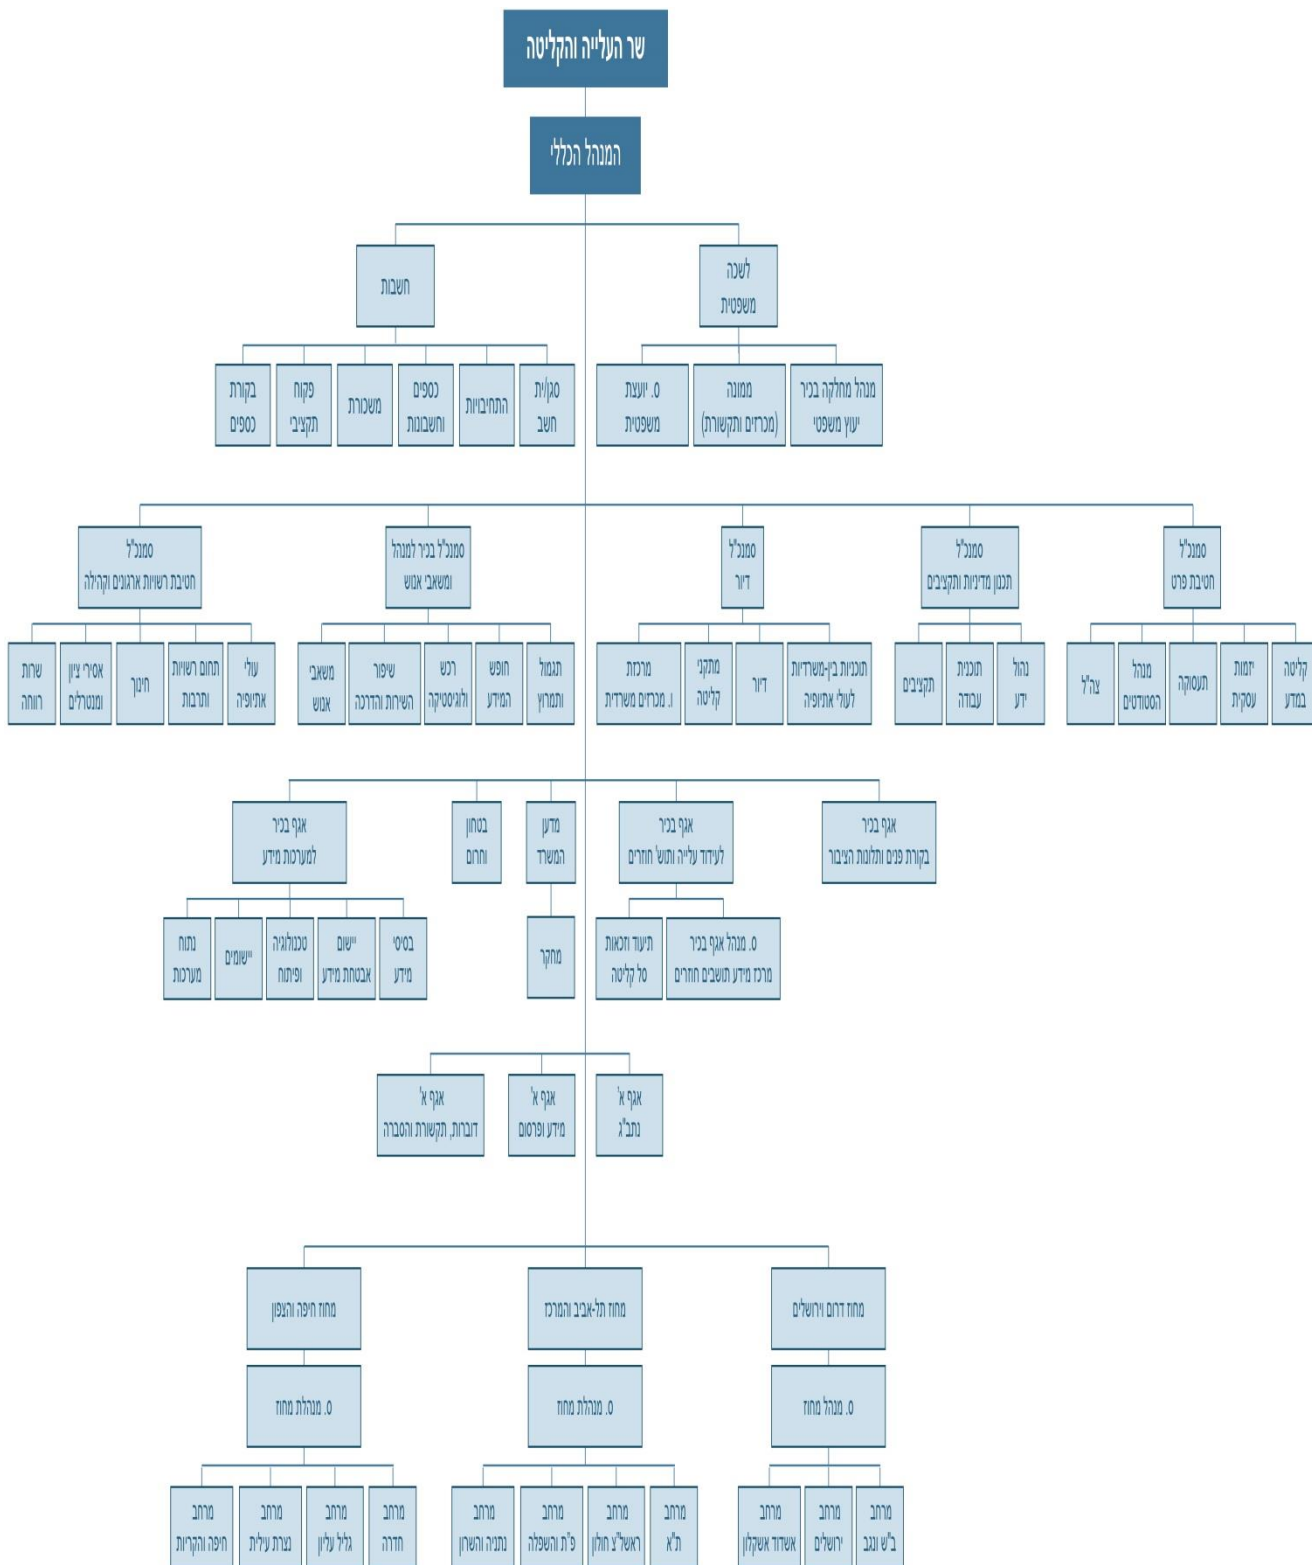 שר העלייה והקליטה
המנהל הכללי
לשכה
משפטית
חשבות
מנהל מחלקה בכיר
יעוץ משפטי
ממונה
(מכרזים ותקשורת)
ס. יועצת
משפטית
סגן/ית
חשב
התחיבויות
כספים
וחשבונות
משכורת
פקוח
תקציבי
בקורת
כספים
סמנכ"ל
חטיבת פרט
סמנכ"ל
תכנון מדיניות ותקציבים
סמנכ"ל
דיור
סמנכ"ל בכיר למנהל
ומשאבי אנוש
סמנכ"ל
חטיבת רשויות ארגונים וקהילה
קליטה
במדע
יזמות
עסקית
תעסוקה
מנהל
הסטודטים
צה"ל
נהול
ידע
תוכנית
עבודה
תקציבים
תוכניות בין-משרדיות
לעולי אתיופיה
דיור
מתקני
קליטה
מרכזת
ו. מכרזים משרדית
תגמול
ותמרוץ
חופש
המידע
רכש
ולוגיסטיקה
שיפור
השירות והדרכה
משאבי
אנוש
עולי
אתיופיה
תחום רשויות
ותרבות
חינוך
אסירי ציון
ומנטרלים
שרות
רווחה
אגף בכיר
בקורת פנים ותלונות הציבור
אגף בכיר
לעידוד עלייה ותוש' חוזרים
מדען
המשרד
בטחון
וחרום
אגף בכיר
למערכות מידע
ס. מנהל אגף בכיר
מרכז מידע תושבים חוזרים
תיעוד וזכאות
סל קליטה
מחקר
בסיסי
מידע
יישום
אבטחת מידע
טכנולוגיה
ופיתוח
יישומים
נתוח
מערכות
אגף א'
נתב"ג
אגף א'
מידע ופרסום
אגף א'
דוברות, תקשורת והסברה
מחוז דרום וירושלים
מחוז תל-אביב והמרכז
מחוז חיפה והצפון
ס. מנהל מחוז
ס. מנהלת מחוז
ס. מנהלת מחוז
מרחב
ב"ש ונגב
מרחב
ירושלים
מרחב
אשדוד אשקלון
מרחב
ת"א
מרחב
ראשל"צ חולון
מרחב
פ"ת והשפלה
מרחב
נתניה והשרון
מרחב
חדרה
מרחב
גליל עליון
מרחב
נצרת עילית
מרחב
חיפה והקריות